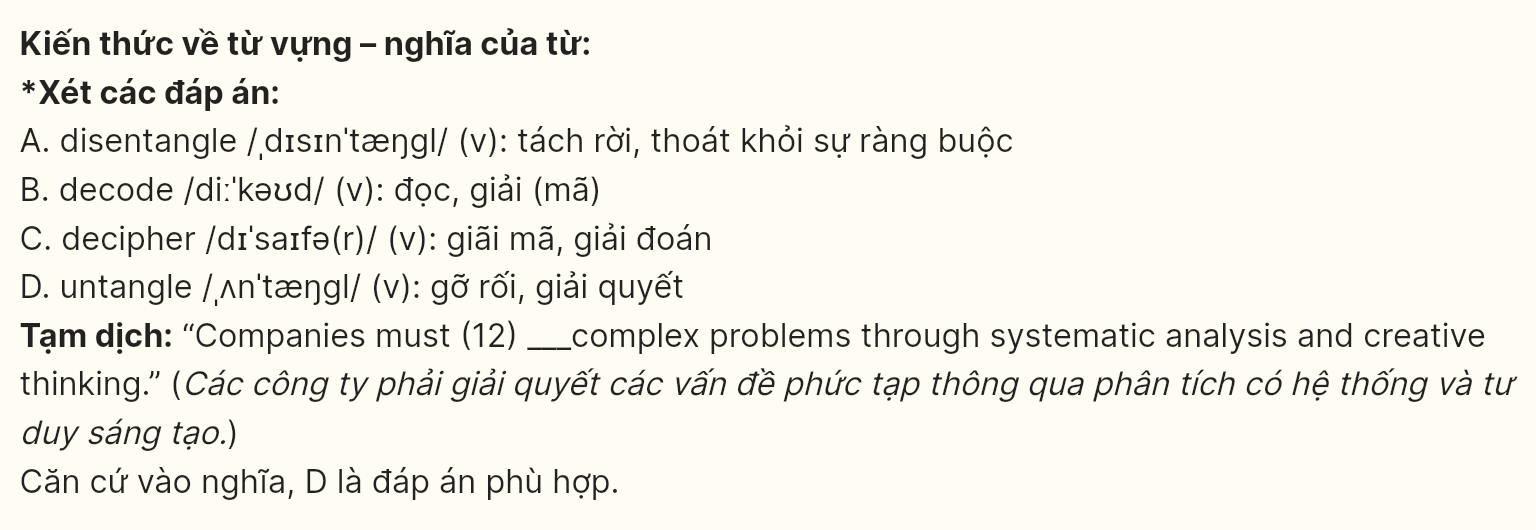 Kiến thức về từ vựng – nghĩa của từ:
*Xét các đáp án:
A. disentangle /ˌdɪsɪnˈtæŋgl/ (v): tách rời, thoát khỏi sự ràng buộc
B. decode /diːˈkəʊd/ (v): đọc, giải (mã)
C. decipher /dɪˈsaɪfə(r)/ (v): giãi mã, giải đoán
D. untangle /ˌʌnˈtæŋgl/ (v): gỡ rối, giải quyết
Tạm dịch: “Companies must (12) ___complex problems through systematic analysis and creative
thinking.” (Các công ty phải giải quyết các vấn đề phức tạp thông qua phân tích có hệ thống và tư
duy sáng tạo.)
Căn cứ vào nghĩa, D là đáp án phù hợp.